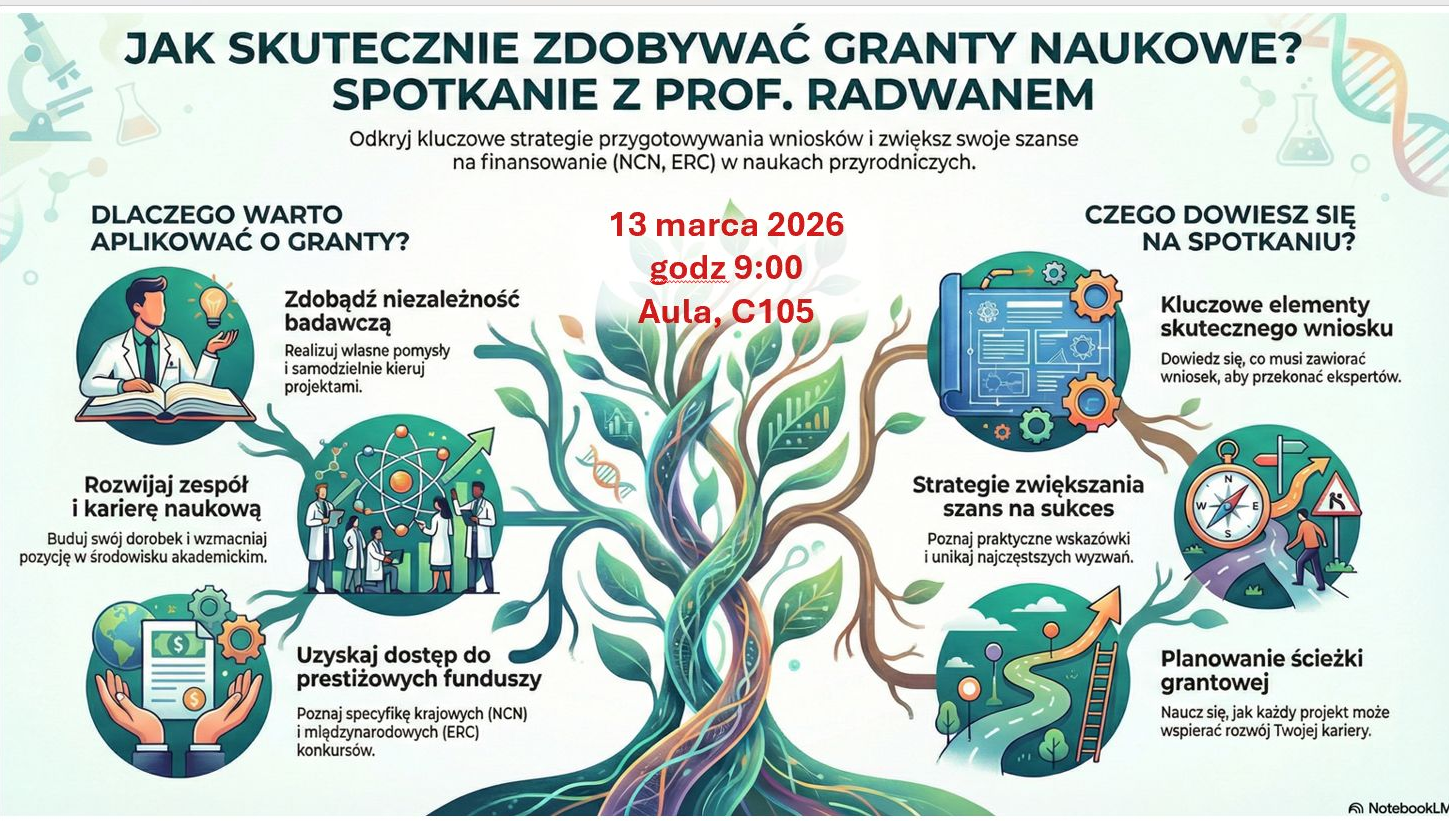 JAK SKUTECZNIE ZDOBYWAĆ GRANTY NAUKOWE?
SPOTKANIE Z PROF. RADWANEM
Odkryj kluczowe strategie przygotowywania wniosków i zwiększ swoje szanse
na finansowanie (NCN, ERC) w naukach przyrodniczych.
13 marca 2026
godz 9:00
Aula, C105
DLACZEGO WARTO
APLIKOWAĆ O GRANTY?
Zdobądź niezależność
badawczą
Realizuj wlasne pomysły
i samodzielnie kieruj
projektami.
Rozwijaj zespół
i karierę naukową
Buduj swój dorobek i wzmacniaj
pozycję w środowisku akademickim.
Uzyskaj dostęp do
prestiżowych funduszy
Poznaj specyfikę krajowych (NCN)
i mlądzynarodowych (ERC)
konkursów.
CZEGO DOWIESZ SIĘ
NA SPOTKANIU?
Kluczowe elementy
skutecznego wniosku
Dowiedz się, co musi zawiorać
wniosek, aby przekonać ekspertów.
Strategie zwiększania
szans na sukces
Poznaj praktyczne wskazówki
i unikaj najczęstszych wyzwań.
N
W E
S
Planowanie ścieżki
grantowej
Naucz się, jak każdy projekt może
wspierać rozwój Twojej kariery.
$
$
NotebookLM